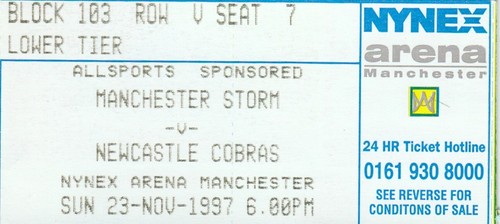 BLOCK 103 ROW V SEAT 7
LOWER TIER
ALLSPORTS SPONSORED
MANCHESTER STORM
-V-
NEWCASTLE COBRAS
NYNEX ARENA MANCHESTER
SUN 23-NOV-1997 6.00PM
NYNEX
arena
Manchester
24 HR Ticket Hotline
0161 930 8000
SEE REVERSE FOR
CONDITONS OF SALE